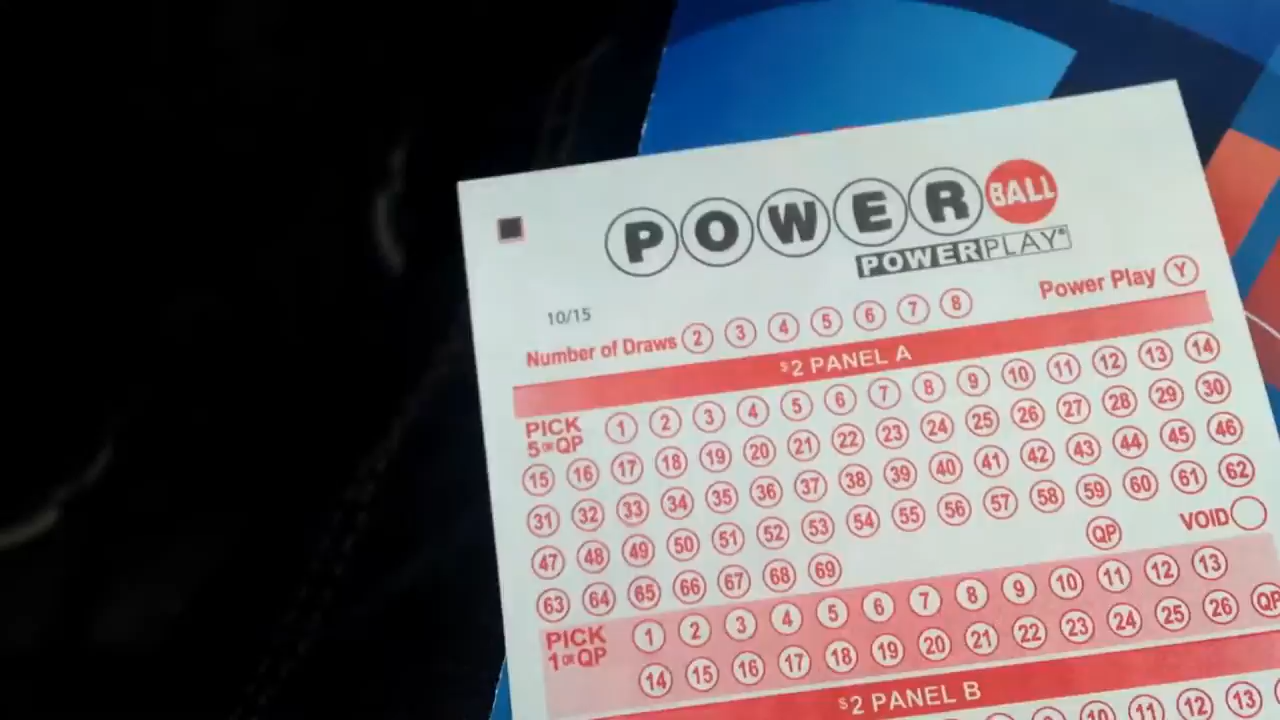 POWERBALL
POWERPLAY®
10/15
Power Play Y
Number of Draws 2 3 4 5 6 7 8
$2 PANEL A
PICK 1 2 3 4 5 6 7 8 9 10 11 12 13 14
5 OR QP
15 16 17 18 19 20 21 22 23 24 25 26 27 28 29 30
31 32 33 34 35 36 37 38 39 40 41 42 43 44 45 46
47 48 49 50 51 52 53 54 55 56 57 58 59 60 61 62
63 64 65 66 67 68 69 QP VOID
PICK 1 2 3 4 5 6 7 8 9 10 11 12 13
1 OR QP
14 15 16 17 18 19 20 21 22 23 24 25 26 QP
$2 PANEL B
10 11 12 13